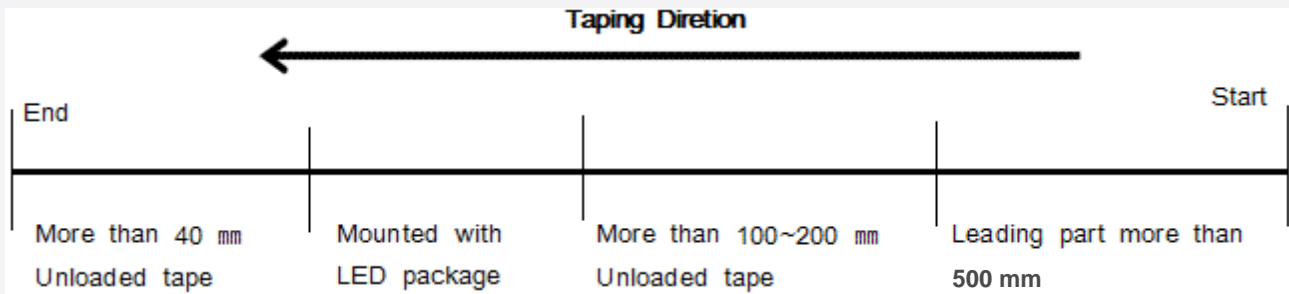 Taping Diretion
End
Start
More than 40 ㎜
Unloaded tape
Mounted with
LED package
More than 100~200 ㎜
Unloaded tape
Leading part more than
500 mm